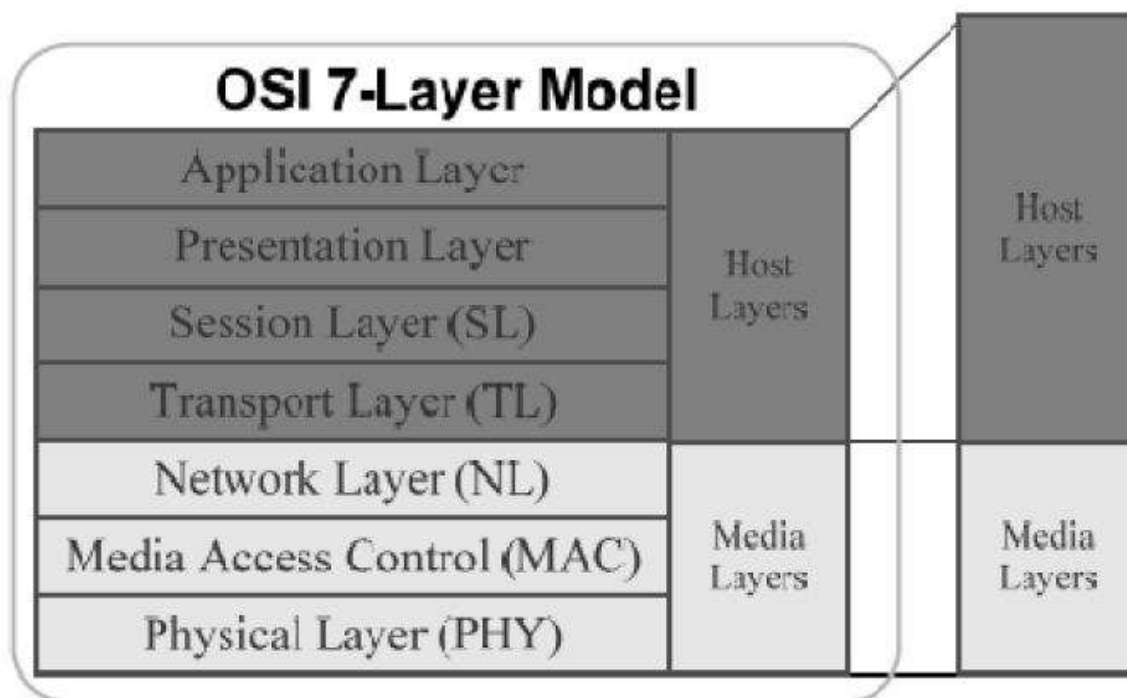 OSI 7-Layer Model
Application Layer
Presentation Layer
Session Layer (SL)
Transport Layer (TL)
Host
Layers
Network Layer (NL)
Media Access Control (MAC)
Physical Layer (PHY)
Media
Layers
Host
Layers
Media
Layers